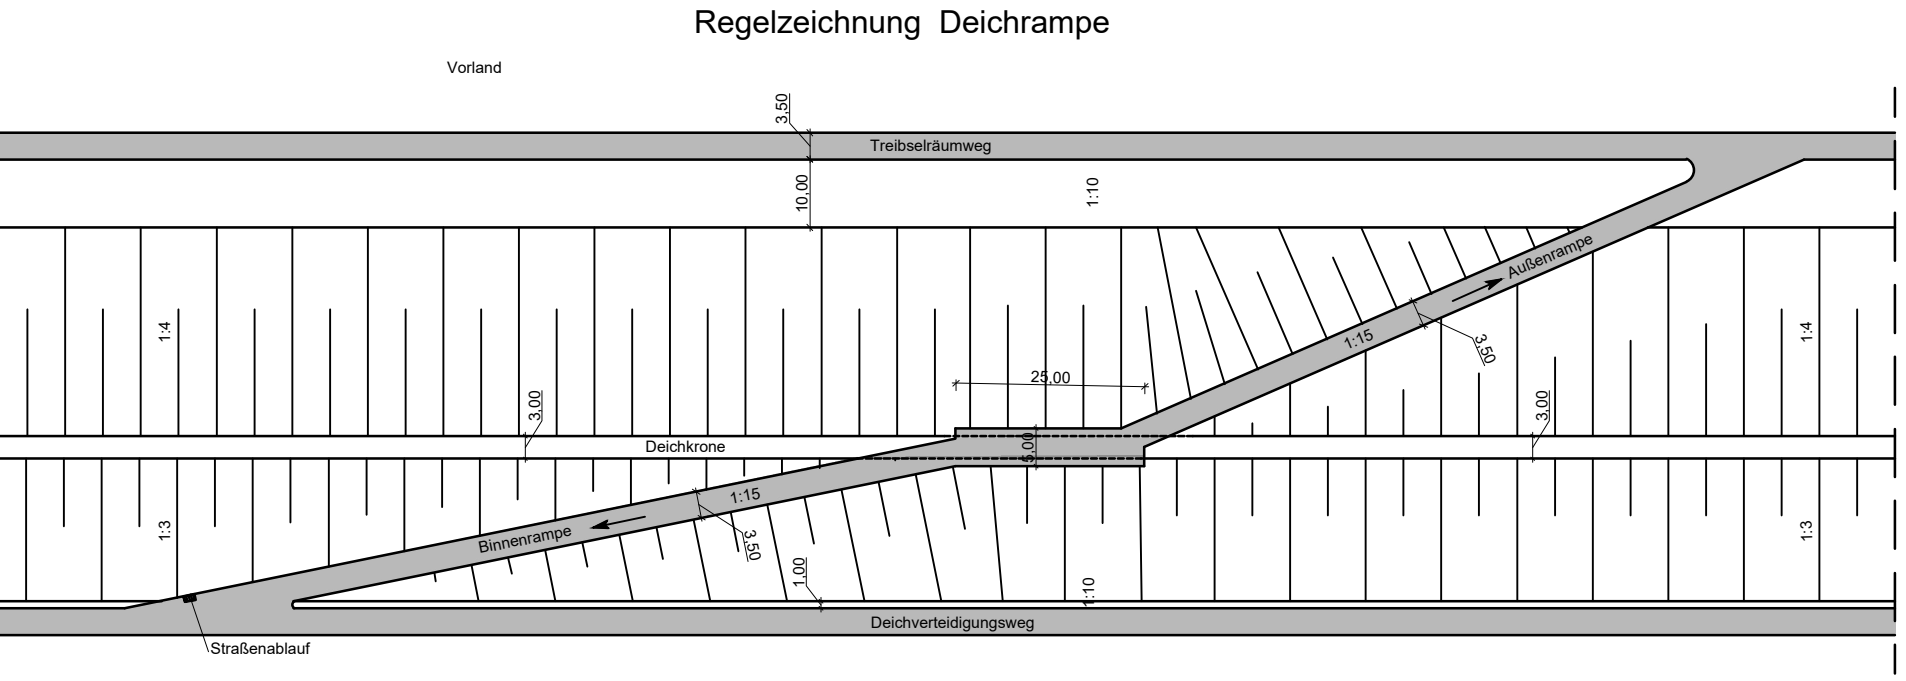 Regelzeichnung Deichrampe
Vorland
3,50
Treibselräumweg
10,00
1:10
Außenrampe
1:4
1:15
3,50
1:4
25,00
3,00
3,00
Deichkrone
5,00
1:15
1:3
Binnenrampe
3,50
1:3
1,00
1:10
Deichverteidigungsweg
Straßenablauf